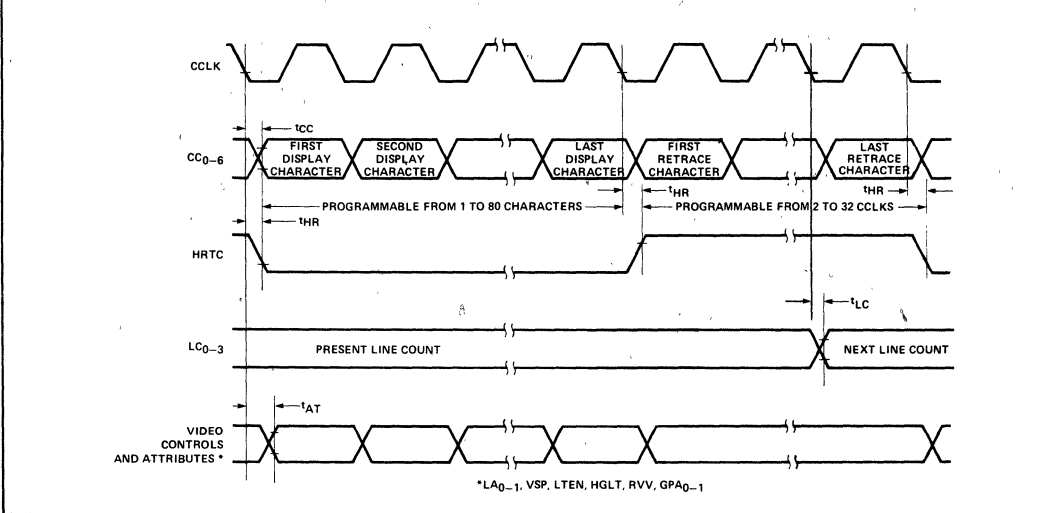 CCLK
tCC
CC0–6
FIRST DISPLAY CHARACTER
SECOND DISPLAY CHARACTER
LAST DISPLAY CHARACTER
FIRST RETRACE CHARACTER
LAST RETRACE CHARACTER
tHR
tHR
PROGRAMMABLE FROM 1 TO 80 CHARACTERS
PROGRAMMABLE FROM 2 TO 32 CCLKS
tHR
HRTC
tLC
LC0–3
PRESENT LINE COUNT
NEXT LINE COUNT
tAT
VIDEO
CONTROLS
AND ATTRIBUTES *
*LA0–1, VSP, LTEN, HGLT, RVV, GPA0–1